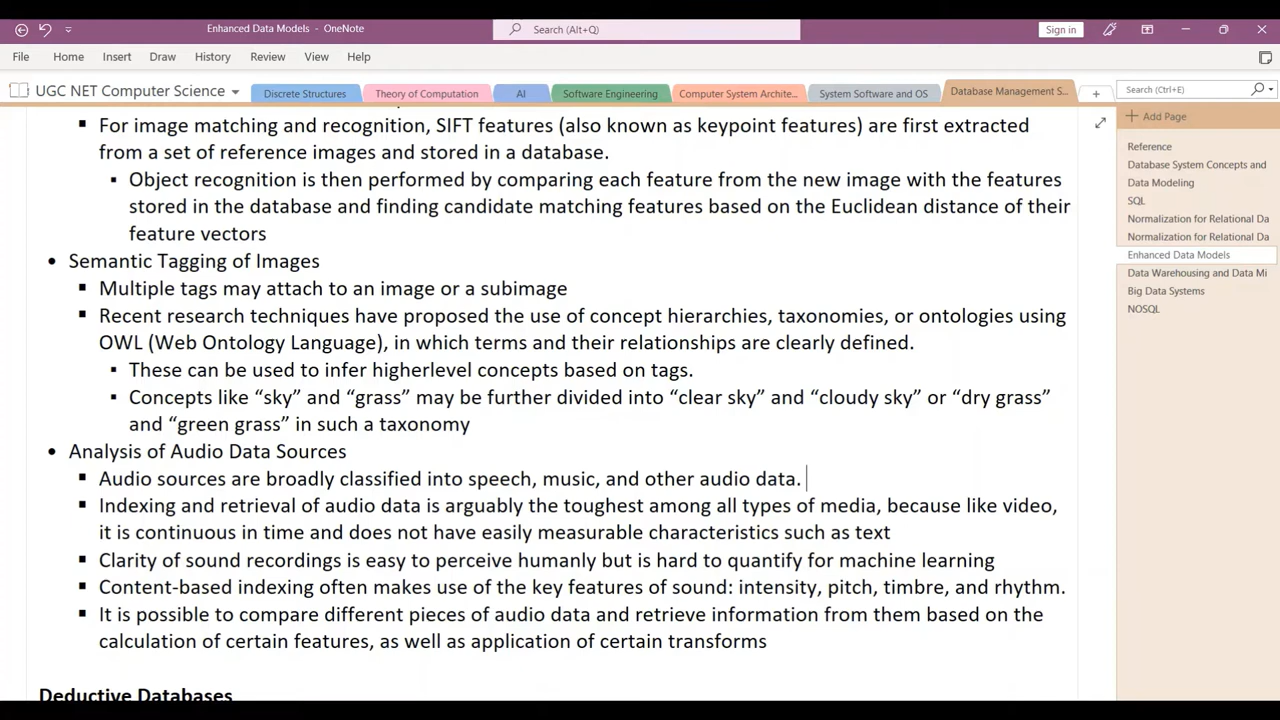 Enhanced Data Models - OneNote
Search (Alt+Q)
Sign in
File Home Insert Draw History Review View Help
UGC NET Computer Science
Discrete Structures
Theory of Computation
AI
Software Engineering
Computer System Archite...
System Software and OS
Database Management S...
Search (Ctrl+E)
▪ For image matching and recognition, SIFT features (also known as keypoint features) are first extracted
from a set of reference images and stored in a database.
▪ Object recognition is then performed by comparing each feature from the new image with the features
stored in the database and finding candidate matching features based on the Euclidean distance of their
feature vectors
• Semantic Tagging of Images
▪ Multiple tags may attach to an image or a subimage
▪ Recent research techniques have proposed the use of concept hierarchies, taxonomies, or ontologies using
OWL (Web Ontology Language), in which terms and their relationships are clearly defined.
▪ These can be used to infer higherlevel concepts based on tags.
▪ Concepts like “sky” and “grass” may be further divided into “clear sky” and “cloudy sky” or “dry grass”
and “green grass” in such a taxonomy
• Analysis of Audio Data Sources
▪ Audio sources are broadly classified into speech, music, and other audio data.
▪ Indexing and retrieval of audio data is arguably the toughest among all types of media, because like video,
it is continuous in time and does not have easily measurable characteristics such as text
▪ Clarity of sound recordings is easy to perceive humanly but is hard to quantify for machine learning
▪ Content-based indexing often makes use of the key features of sound: intensity, pitch, timbre, and rhythm.
▪ It is possible to compare different pieces of audio data and retrieve information from them based on the
calculation of certain features, as well as application of certain transforms
Deductive Databases
Add Page
Reference
Database System Concepts and
Data Modeling
SQL
Normalization for Relational Da
Normalization for Relational Da
Enhanced Data Models
Data Warehousing and Data Mi
Big Data Systems
NOSQL